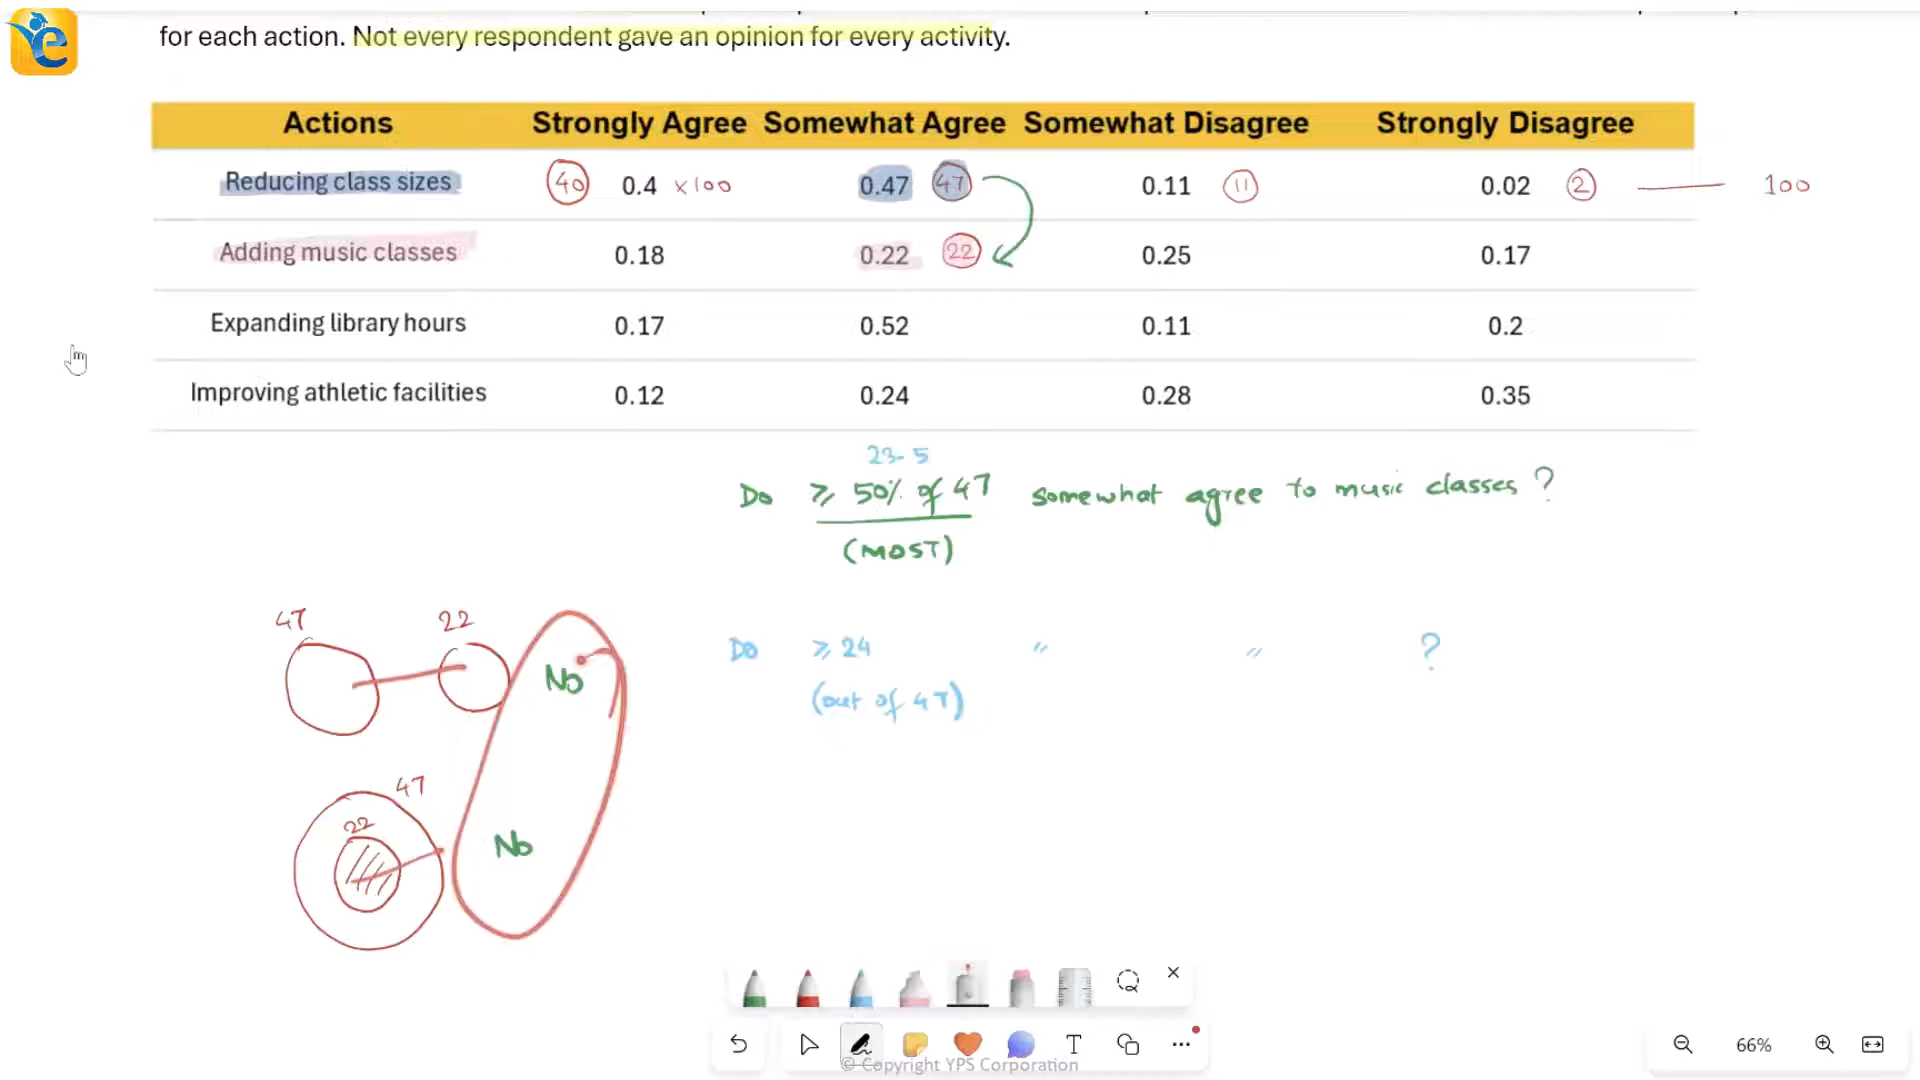 for each action. Not every respondent gave an opinion for every activity.
Actions Strongly Agree Somewhat Agree Somewhat Disagree Strongly Disagree
Reducing class sizes 40 0.4 x100 0.47 47 0.11 11 0.02 2 100
Adding music classes 0.18 0.22 22 0.25 0.17
Expanding library hours 0.17 0.52 0.11 0.2
Improving athletic facilities 0.12 0.24 0.28 0.35
23.5
Do ≥ 50% of 47 somewhat agree to music classes?
(MOST)
47 22
No
Do ≥ 24 " " ?
(out of 47)
47
22
No
T
66%
© Copyright YPS Corporation